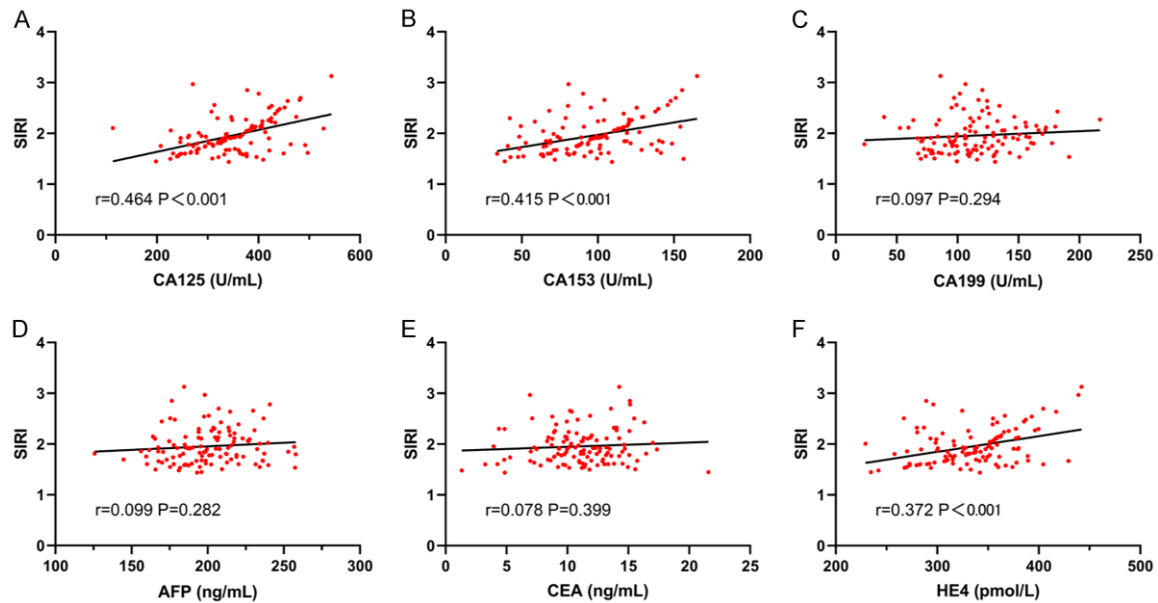 A
SIRI
4
3
2
1
0
r=0.464 P＜0.001
0 200 400 600
CA125 (U/mL)
B
SIRI
4
3
2
1
0
r=0.415 P＜0.001
0 50 100 150 200
CA153 (U/mL)
C
SIRI
4
3
2
1
0
r=0.097 P=0.294
0 50 100 150 200 250
CA199 (U/mL)
D
SIRI
4
3
2
1
0
r=0.099 P=0.282
100 150 200 250 300
AFP (ng/mL)
E
SIRI
4
3
2
1
0
r=0.078 P=0.399
0 5 10 15 20 25
CEA (ng/mL)
F
SIRI
4
3
2
1
0
r=0.372 P＜0.001
200 300 400 500
HE4 (pmol/L)